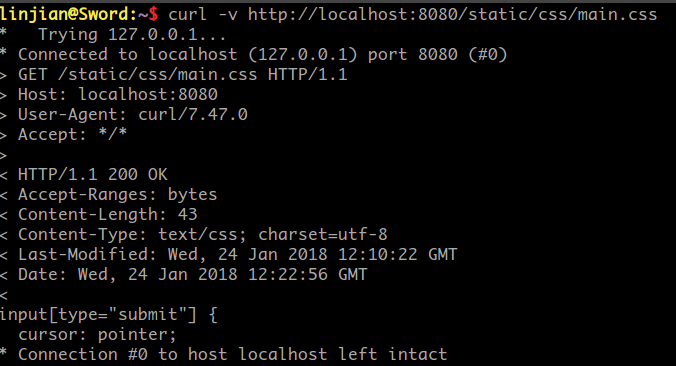 linjian@Sword:~$ curl -v http://localhost:8080/static/css/main.css
*   Trying 127.0.0.1...
* Connected to localhost (127.0.0.1) port 8080 (#0)
> GET /static/css/main.css HTTP/1.1
> Host: localhost:8080
> User-Agent: curl/7.47.0
> Accept: */*
>
< HTTP/1.1 200 OK
< Accept-Ranges: bytes
< Content-Length: 43
< Content-Type: text/css; charset=utf-8
< Last-Modified: Wed, 24 Jan 2018 12:10:22 GMT
< Date: Wed, 24 Jan 2018 12:22:56 GMT
<
input[type="submit"] {
  cursor: pointer;
* Connection #0 to host localhost left intact